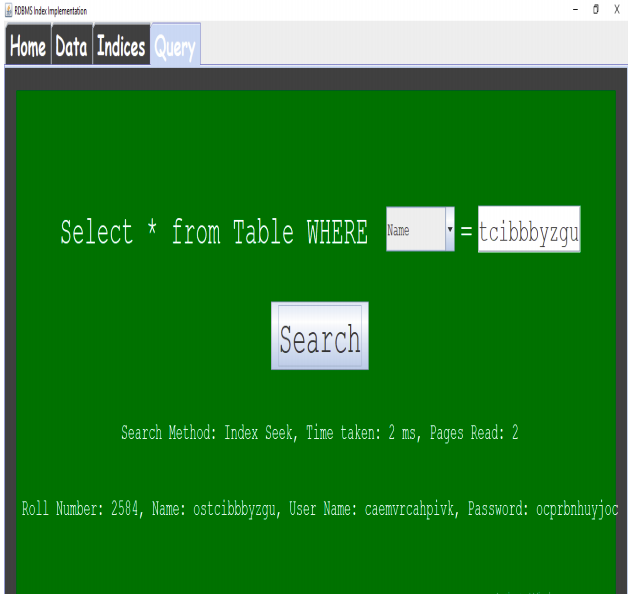 RDBMS Index Implementation
Home Data Indices Query
Select * from Table WHERE Name = tcibbbyzgu
Search
Search Method: Index Seek, Time taken: 2 ms, Pages Read: 2
Roll Number: 2584, Name: ostcibbbyzgu, User Name: caemvrcahpivk, Password: ocprbnhuyjoc